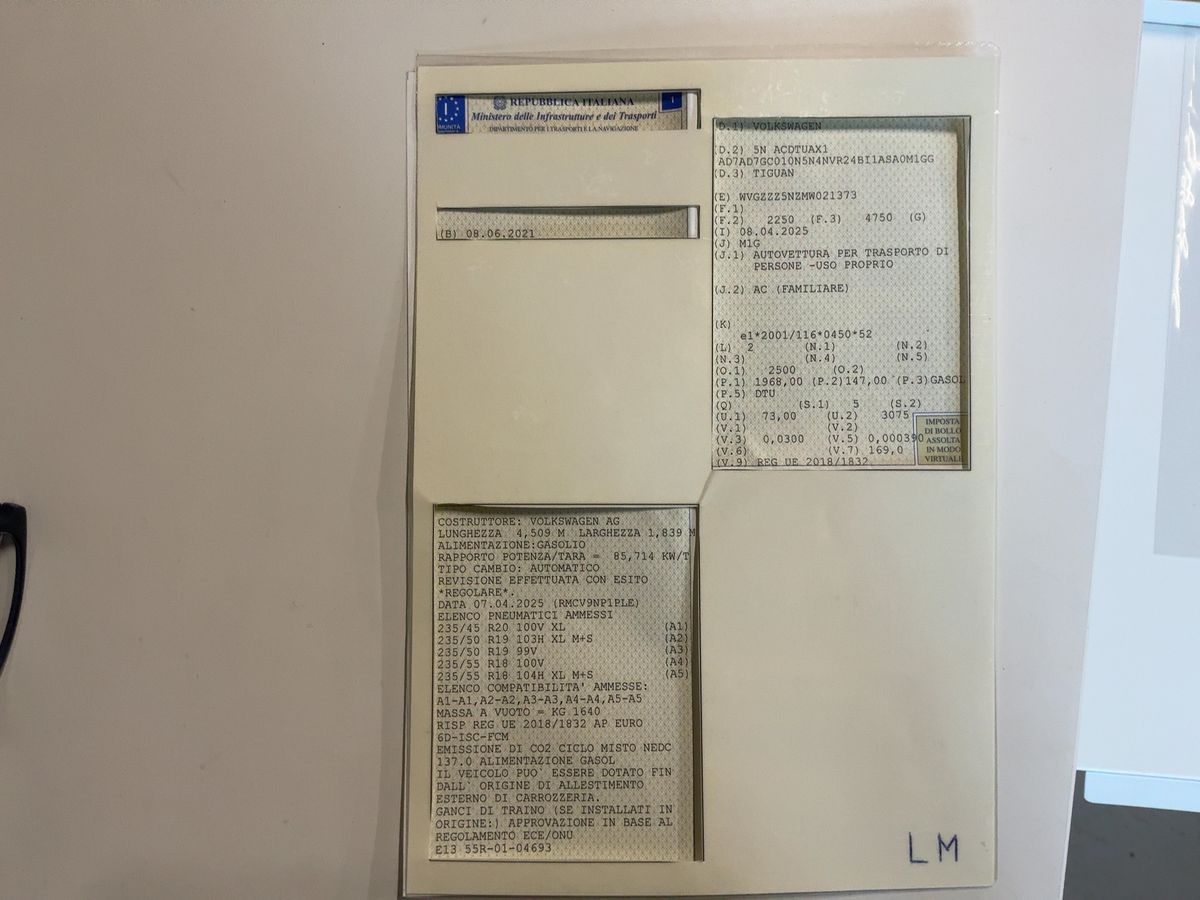 REPUBBLICA ITALIANA
Ministero delle Infrastrutture e dei Trasporti
DIPARTIMENTO PER I TRASPORTI E LA NAVIGAZIONE
I
I
(B) 08.06.2021
COSTRUTTORE: VOLKSWAGEN AG
LUNGHEZZA 4,509 M LARGHEZZA 1,839 M
ALIMENTAZIONE:GASOLIO
RAPPORTO POTENZA/TARA = 85,714 KW/T
TIPO CAMBIO: AUTOMATICO
REVISIONE EFFETTUATA CON ESITO
*REGOLARE*.
DATA 07.04.2025 (RMCV9NP1PLE)
ELENCO PNEUMATICI AMMESSI
235/45 R20 100V XL (A1)
235/50 R19 103H XL M+S (A2)
235/50 R19 99V (A3)
235/55 R18 100V (A4)
235/55 R18 104H XL M+S (A5)
ELENCO COMPATIBILITA' AMMESSE:
A1-A1,A2-A2,A3-A3,A4-A4,A5-A5
MASSA A VUOTO = KG 1640
RISP REG UE 2018/1832 AP EURO
6D-ISC-FCM
EMISSIONE DI CO2 CICLO MISTO NEDC
137.0 ALIMENTAZIONE GASOL
IL VEICOLO PUO` ESSERE DOTATO FIN
DALL` ORIGINE DI ALLESTIMENTO
ESTERNO DI CARROZZERIA.
GANCI DI TRAINO (SE INSTALLATI IN
ORIGINE:) APPROVAZIONE IN BASE AL
REGOLAMENTO ECE/ONU
E13 55R-01-04693
(D.1) VOLKSWAGEN
(D.2) 5N ACDTUAX1
AD7AD7GC010N5N4NVR24BI1ASA0M1GG
(D.3) TIGUAN
(E) WVGZZZ5NZMW021373
(F.1)
(F.2) 2250 (F.3) 4750 (G)
(I) 08.04.2025
(J) M1G
(J.1) AUTOVETTURA PER TRASPORTO DI
PERSONE -USO PROPRIO
(J.2) AC (FAMILIARE)
(K)
e1*2001/116*0450*52
(L) 2 (N.1) (N.2)
(N.3) (N.4) (N.5)
(O.1) 2500 (O.2)
(P.1) 1968,00 (P.2)147,00 (P.3)GASOL
(P.5) DTU
(Q) (S.1) 5 (S.2)
(U.1) 73,00 (U.2) 3075
(V.1) (V.2)
(V.3) 0,0300 (V.5) 0,000390
(V.6) (V.7) 169,0
(V.9) REG UE 2018/1832
IMPOSTA
DI BOLLO
ASSOLTA
IN MODO
VIRTUALE
LM